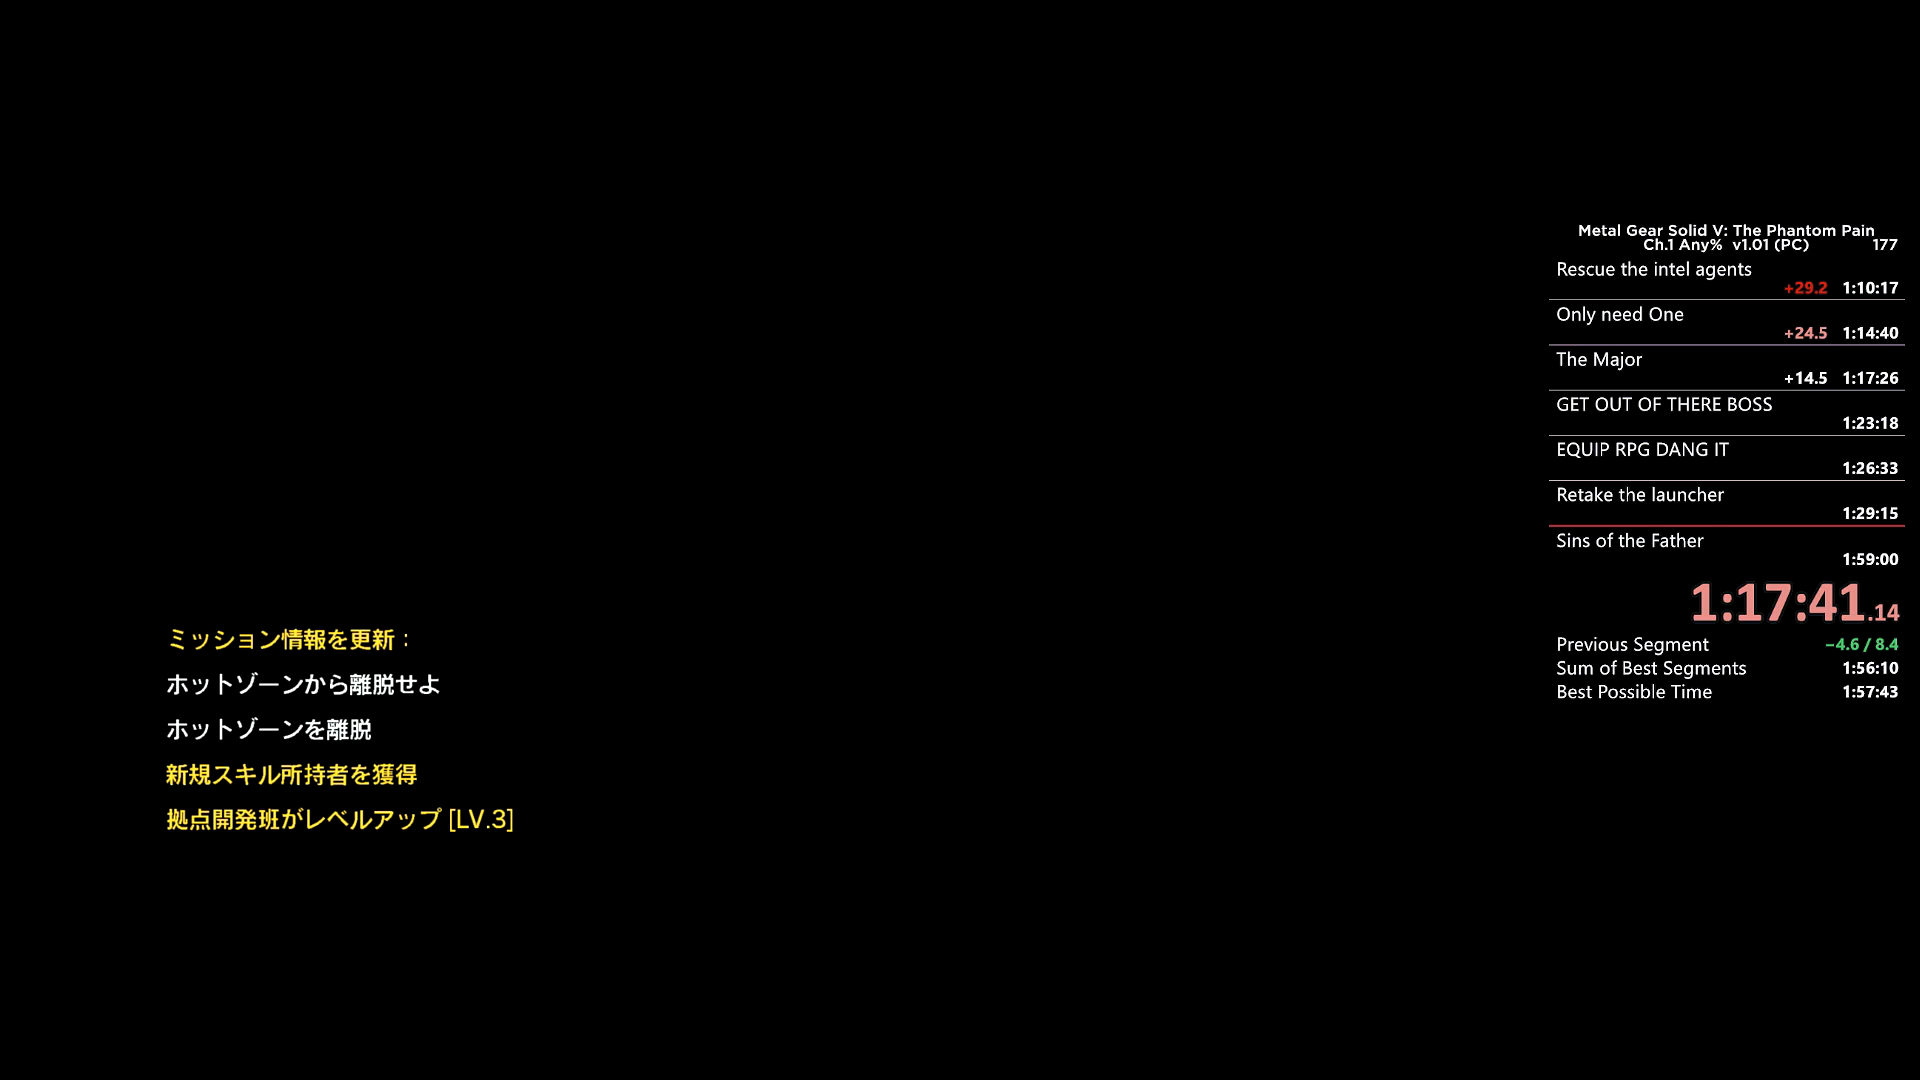 Metal Gear Solid V: The Phantom Pain
Ch.1 Any% v1.01 (PC) 177
Rescue the intel agents
+29.2 1:10:17
Only need One
+24.5 1:14:40
The Major
+14.5 1:17:26
GET OUT OF THERE BOSS
1:23:18
EQUIP RPG DANG IT
1:26:33
Retake the launcher
1:29:15
Sins of the Father
1:59:00
1:17:41.14
Previous Segment −4.6 / 8.4
Sum of Best Segments 1:56:10
Best Possible Time 1:57:43
ミッション情報を更新：
ホットゾーンから離脱せよ
ホットゾーンを離脱
新規スキル所持者を獲得
拠点開発班がレベルアップ [LV.3]